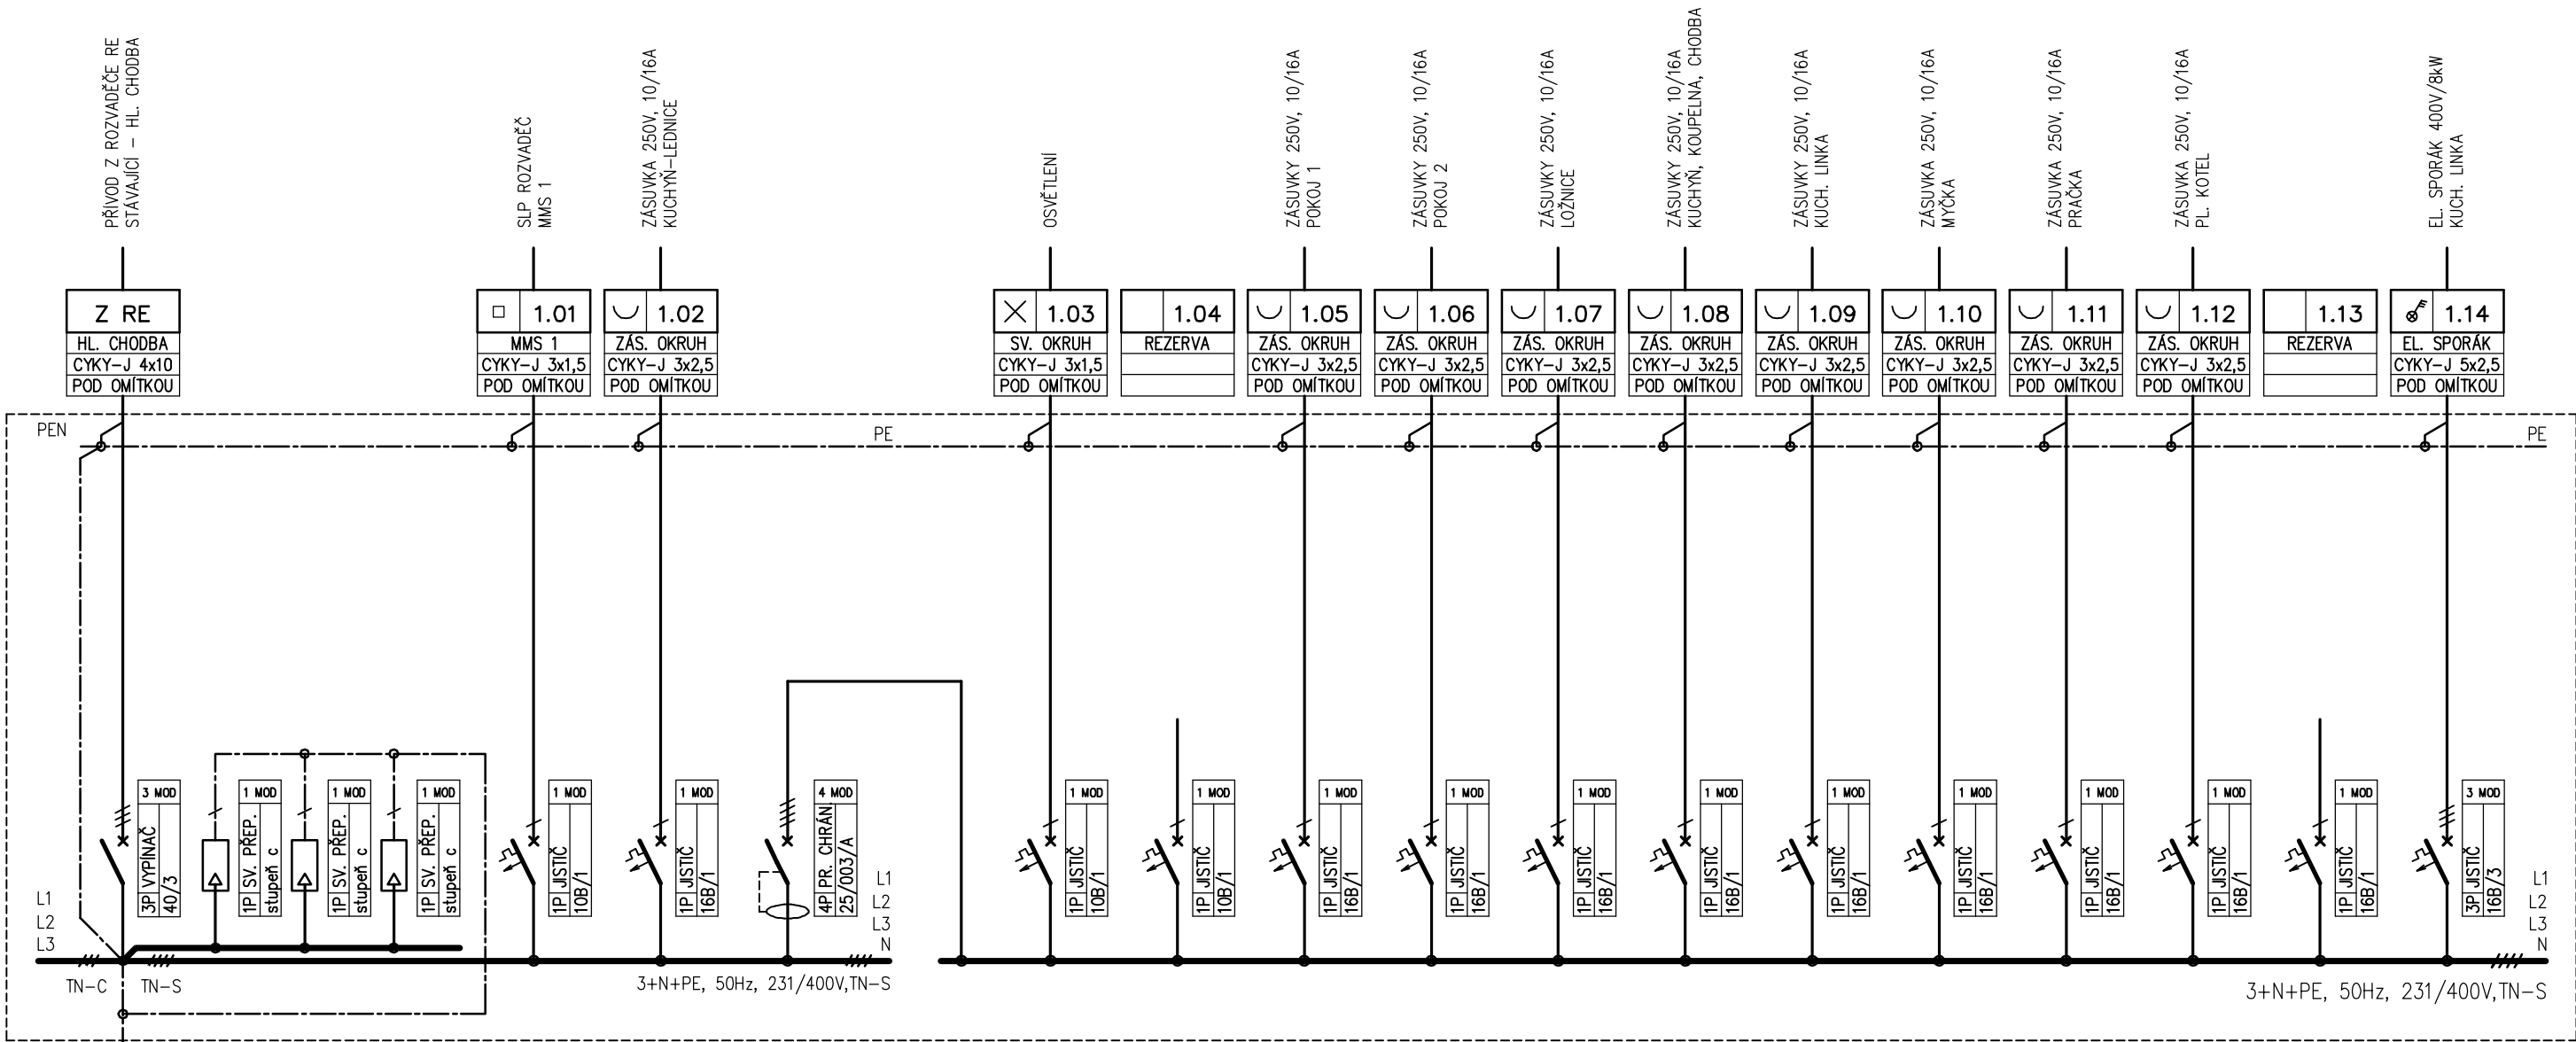 PŘÍVOD Z ROZVADĚČE RE
STÁVAJÍCÍ - HL. CHODBA
SLP ROZVADĚČ
MMS 1
ZÁSUVKA 250V, 10/16A
KUCHYŇ-LEDNICE
OSVĚTLENÍ
ZÁSUVKY 250V, 10/16A
POKOJ 1
ZÁSUVKY 250V, 10/16A
POKOJ 2
ZÁSUVKY 250V, 10/16A
LOŽNICE
ZÁSUVKY 250V, 10/16A
KUCHYŇ, KOUPELNA, CHODBA
ZÁSUVKY 250V, 10/16A
KUCH. LINKA
ZÁSUVKA 250V, 10/16A
MYČKA
ZÁSUVKA 250V, 10/16A
PRAČKA
ZÁSUVKA 250V, 10/16A
PL. KOTEL
EL. SPORÁK 400V/8kW
KUCH. LINKA
Z RE
HL. CHODBA
CYKY-J 4x10
POD OMÍTKOU
1.01
MMS 1
CYKY-J 3x1,5
POD OMÍTKOU
1.02
ZÁS. OKRUH
CYKY-J 3x2,5
POD OMÍTKOU
1.03
SV. OKRUH
CYKY-J 3x1,5
POD OMÍTKOU
1.04
REZERVA
1.05
ZÁS. OKRUH
CYKY-J 3x2,5
POD OMÍTKOU
1.06
ZÁS. OKRUH
CYKY-J 3x2,5
POD OMÍTKOU
1.07
ZÁS. OKRUH
CYKY-J 3x2,5
POD OMÍTKOU
1.08
ZÁS. OKRUH
CYKY-J 3x2,5
POD OMÍTKOU
1.09
ZÁS. OKRUH
CYKY-J 3x2,5
POD OMÍTKOU
1.10
ZÁS. OKRUH
CYKY-J 3x2,5
POD OMÍTKOU
1.11
ZÁS. OKRUH
CYKY-J 3x2,5
POD OMÍTKOU
1.12
ZÁS. OKRUH
CYKY-J 3x2,5
POD OMÍTKOU
1.13
REZERVA
1.14
EL. SPORÁK
CYKY-J 5x2,5
POD OMÍTKOU
PEN
PE
PE
3 MOD
3P VYPÍNAČ
40/3
1 MOD
1P SV. PŘEP.
stupeň c
1 MOD
1P SV. PŘEP.
stupeň c
1 MOD
1P SV. PŘEP.
stupeň c
1 MOD
1P JISTIČ
10B/1
1 MOD
1P JISTIČ
16B/1
4 MOD
4P PR. CHRÁN.
25/003/A
1 MOD
1P JISTIČ
10B/1
1 MOD
1P JISTIČ
10B/1
1 MOD
1P JISTIČ
16B/1
1 MOD
1P JISTIČ
16B/1
1 MOD
1P JISTIČ
16B/1
1 MOD
1P JISTIČ
16B/1
1 MOD
1P JISTIČ
16B/1
1 MOD
1P JISTIČ
16B/1
1 MOD
1P JISTIČ
16B/1
1 MOD
1P JISTIČ
16B/1
1 MOD
1P JISTIČ
16B/1
3 MOD
3P JISTIČ
16B/3
L1
L2
L3
L1
L2
L3
N
L1
L2
L3
N
TN-C
TN-S
3+N+PE, 50Hz, 231/400V,TN-S
3+N+PE, 50Hz, 231/400V,TN-S